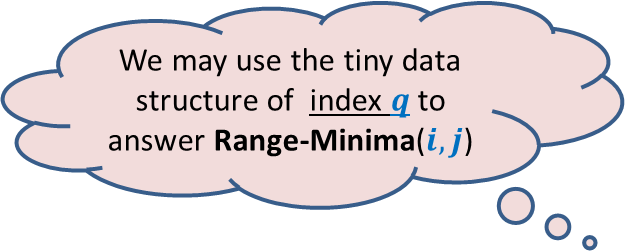 We may use the tiny data
structure of index q to
answer Range-Minima(i, j)